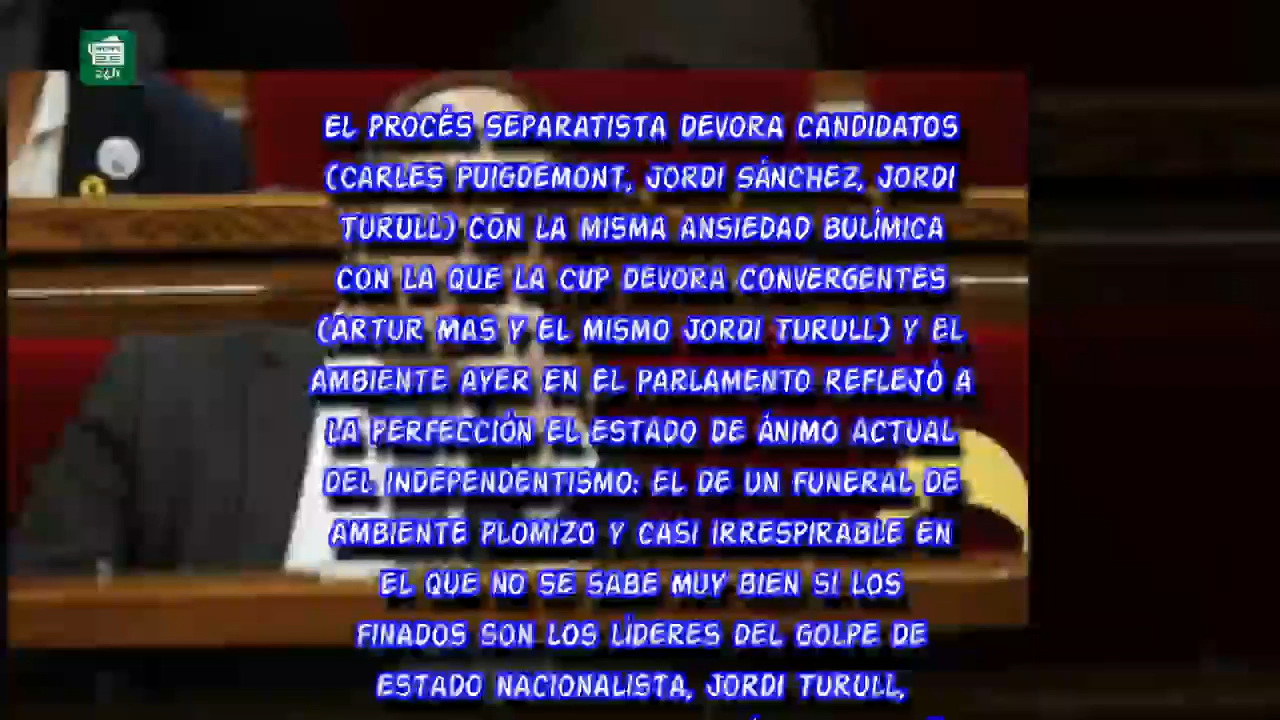 NEWS
24h
EL PROCÉS SEPARATISTA DEVORA CANDIDATOS
(CARLES PUIGDEMONT, JORDI SÁNCHEZ, JORDI
TURULL) CON LA MISMA ANSIEDAD BULÍMICA
CON LA QUE LA CUP DEVORA CONVERGENTES
(ARTUR MAS Y EL MISMO JORDI TURULL) Y EL
AMBIENTE AYER EN EL PARLAMENTO REFLEJÓ A
LA PERFECCIÓN EL ESTADO DE ÁNIMO ACTUAL
DEL INDEPENDENTISMO: EL DE UN FUNERAL DE
AMBIENTE PLOMIZO Y CASI IRRESPIRABLE EN
EL QUE NO SE SABE MUY BIEN SI LOS
FINADOS SON LOS LÍDERES DEL GOLPE DE
ESTADO NACIONALISTA, JORDI TURULL,